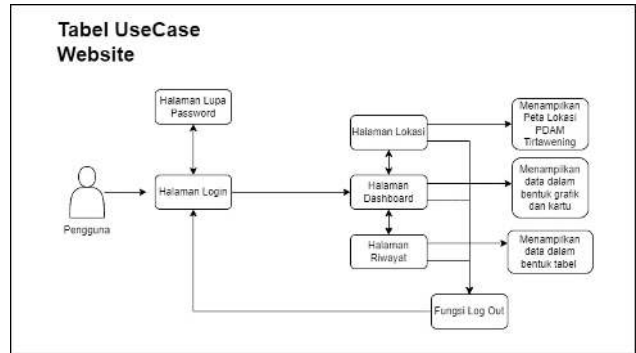 Tabel UseCase
Website
Halaman Lupa
Password
Halaman Lokasi
Menampilkan
Peta Lokasi
PDAM
Tirtawening
Pengguna
Halaman Login
Halaman
Dashboard
Menampilkan
data dalam
bentuk grafik
dan kartu
Halaman
Riwayat
Menampilkan
data dalam
bentuk tabel
Fungsi Log Out